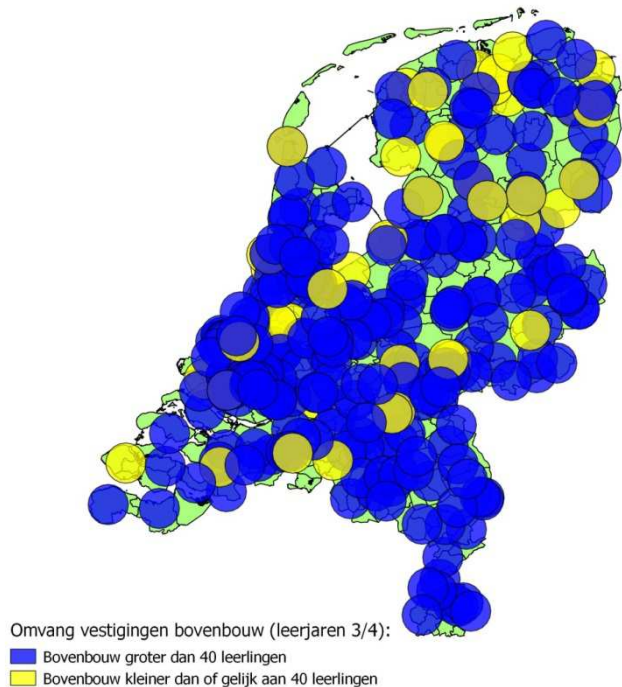 Omvang vestigingen bovenbouw (leerjaren 3/4):
Bovenbouw groter dan 40 leerlingen
Bovenbouw kleiner dan of gelijk aan 40 leerlingen